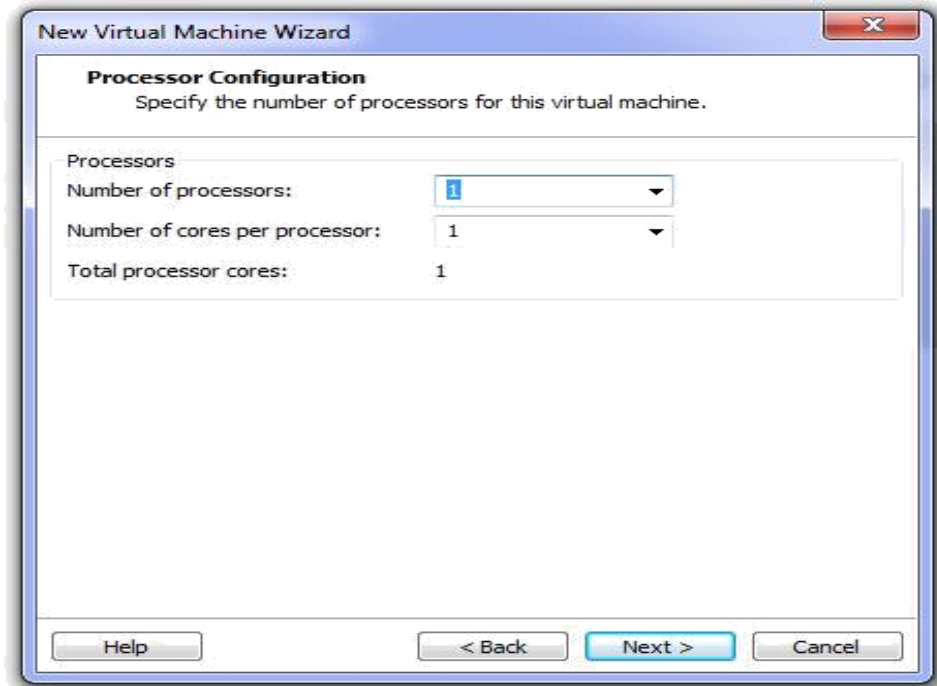 New Virtual Machine Wizard
Processor Configuration
Specify the number of processors for this virtual machine.
Processors
Number of processors: 1
Number of cores per processor: 1
Total processor cores: 1
Help < Back Next > Cancel